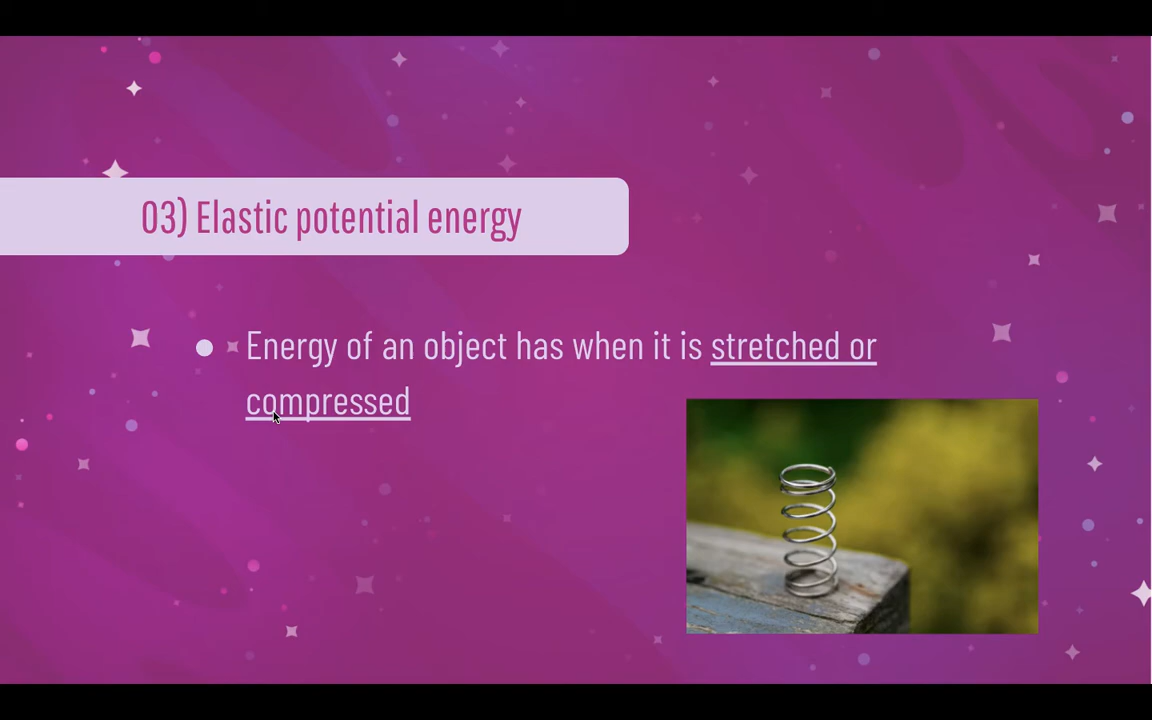 03) Elastic potential energy
Energy of an object has when it is stretched or
compressed